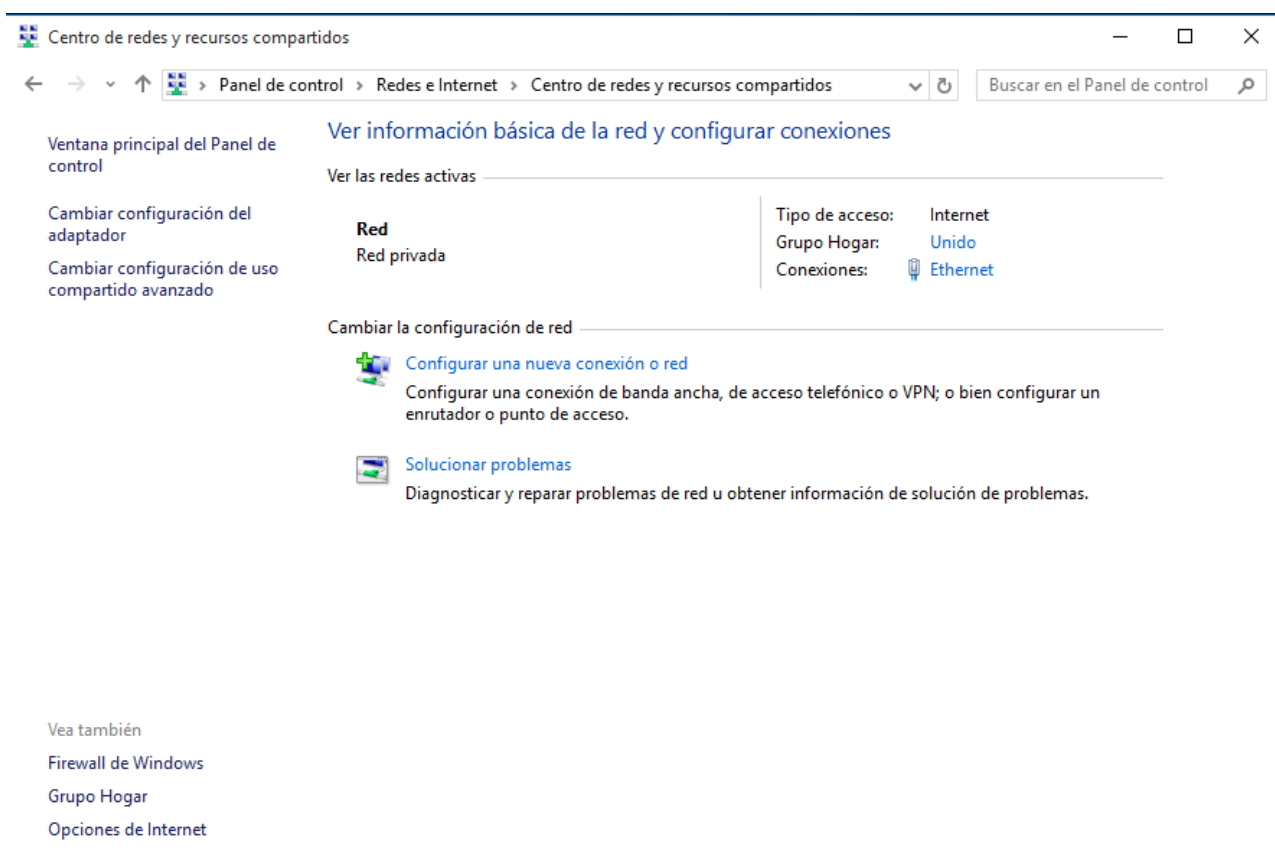 Centro de redes y recursos compartidos
Panel de control > Redes e Internet > Centro de redes y recursos compartidos
Buscar en el Panel de control
Ventana principal del Panel de
control
Cambiar configuración del
adaptador
Cambiar configuración de uso
compartido avanzado
Ver información básica de la red y configurar conexiones
Ver las redes activas
Red
Red privada
Tipo de acceso: Internet
Grupo Hogar: Unido
Conexiones: Ethernet
Cambiar la configuración de red
Configurar una nueva conexión o red
Configurar una conexión de banda ancha, de acceso telefónico o VPN; o bien configurar un
enrutador o punto de acceso.
Solucionar problemas
Diagnosticar y reparar problemas de red u obtener información de solución de problemas.
Vea también
Firewall de Windows
Grupo Hogar
Opciones de Internet